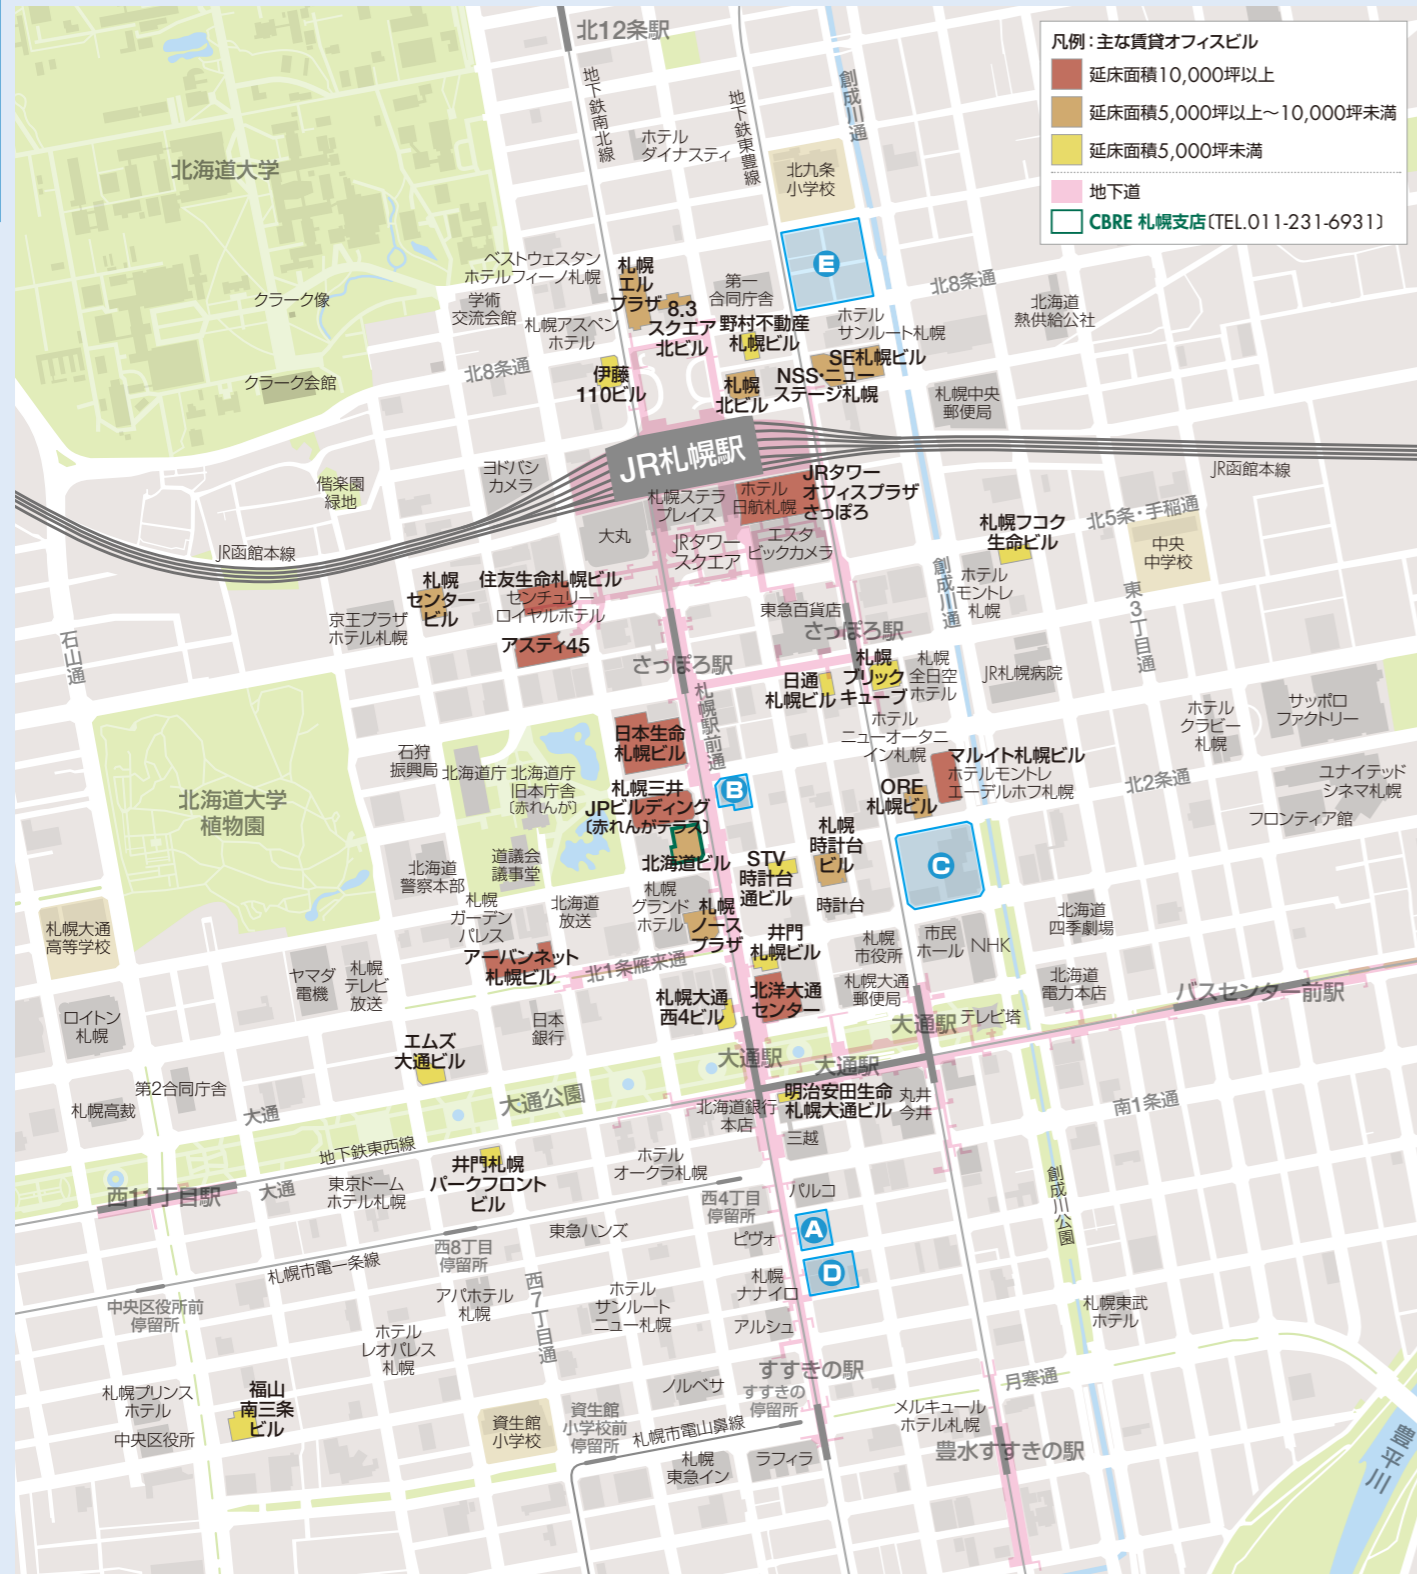 凡例：主な賃貸オフィスビル
延床面積10,000坪以上
延床面積5,000坪以上〜10,000坪未満
延床面積5,000坪未満
地下道
CBRE 札幌支店〔TEL.011-231-6931〕
北12条駅
地下鉄南北線
地下鉄東豊線
創成川通
ホテル
ダイナスティ
北九条
小学校
北海道大学
E
ベストウェスタン
ホテルフィーノ札幌
札幌
エル
プラザ
第一
合同庁舎
北8条通
クラーク像
学術
交流会館
8.3
スクエア
北ビル
野村不動産
札幌ビル
ホテル
サンルート札幌
北海道
熱供給公社
札幌アスペン
ホテル
北8条通
伊藤
110ビル
SE札幌ビル
NSS・ニュー
ステージ札幌
札幌
北ビル
クラーク会館
札幌中央
郵便局
JR札幌駅
JR函館本線
ヨドバシ
カメラ
偕楽園
緑地
札幌ステラ
プレイス
ホテル
日航札幌
JRタワー
オフィスプラザ
さっぽろ
大丸
JRタワー
スクエア
エスタ
ビックカメラ
札幌フコク
生命ビル
北5条・手稲通
中央
中学校
JR函館本線
札幌
センター
ビル
住友生命札幌ビル
センチュリー
ロイヤルホテル
創成川通
ホテル
モントレ
札幌
東3丁目通
京王プラザ
ホテル札幌
石山通
アスティ45
東急百貨店
さっぽろ駅
さっぽろ駅
札幌駅前通
日通
札幌ビル
札幌
ブリック
キューブ
札幌
全日空
ホテル
JR札幌病院
ホテル
ニューオータニ
イン札幌
ホテル
クラビー
札幌
サッポロ
ファクトリー
日本生命
札幌ビル
石狩
振興局
北海道庁
北海道庁
旧本庁舎
〔赤れんが〕
札幌三井
JPビルディング
〔赤れんがテラス〕
B
マルイト札幌ビル
ホテルモントレ
エーデルホフ札幌
ORE
札幌ビル
北2条通
ユナイテッド
シネマ札幌
フロンティア館
北海道大学
植物園
北海道
警察本部
道議会
議事堂
北海道ビル
STV
時計台
通ビル
札幌
時計台
ビル
C
札幌
ガーデン
パレス
北海道
放送
札幌
グランド
ホテル
札幌
ノース
プラザ
時計台
札幌大通
高等学校
アーバンネット
札幌ビル
北1条雁来通
井門
札幌ビル
札幌
市役所
市民
ホール
NHK
北海道
四季劇場
ヤマダ
電機
札幌
テレビ
放送
札幌大通
西4ビル
北洋大通
センター
札幌大通
郵便局
北海道
電力本店
バスセンター前駅
ロイトン
札幌
日本
銀行
テレビ塔
大通駅
大通駅
大通駅
エムズ
大通ビル
第2合同庁舎
札幌高裁
大通
大通公園
北海道銀行
本店
明治安田生命
札幌大通ビル
丸井
今井
南1条通
三越
地下鉄東西線
井門札幌
パークフロント
ビル
ホテル
オークラ札幌
西11丁目駅
大通
東京ドーム
ホテル札幌
西4丁目
停留所
パルコ
創成川公園
東急ハンズ
ピヴォ
A
西8丁目
停留所
札幌市電一条線
西7丁目通
D
札幌
ナナイロ
中央区役所前
停留所
アパホテル
札幌
ホテル
サンルート
ニュー札幌
アルシュ
札幌東武
ホテル
ホテル
レオパレス
札幌
すすきの駅
すすきの
停留所
月寒通
札幌プリンス
ホテル
福山
南三条
ビル
ノルベサ
中央区役所
資生館
小学校
資生館
小学校前
停留所
札幌市電山鼻線
メルキュール
ホテル札幌
豊水すすきの駅
札幌
東急イン
ラフィラ
豊平川